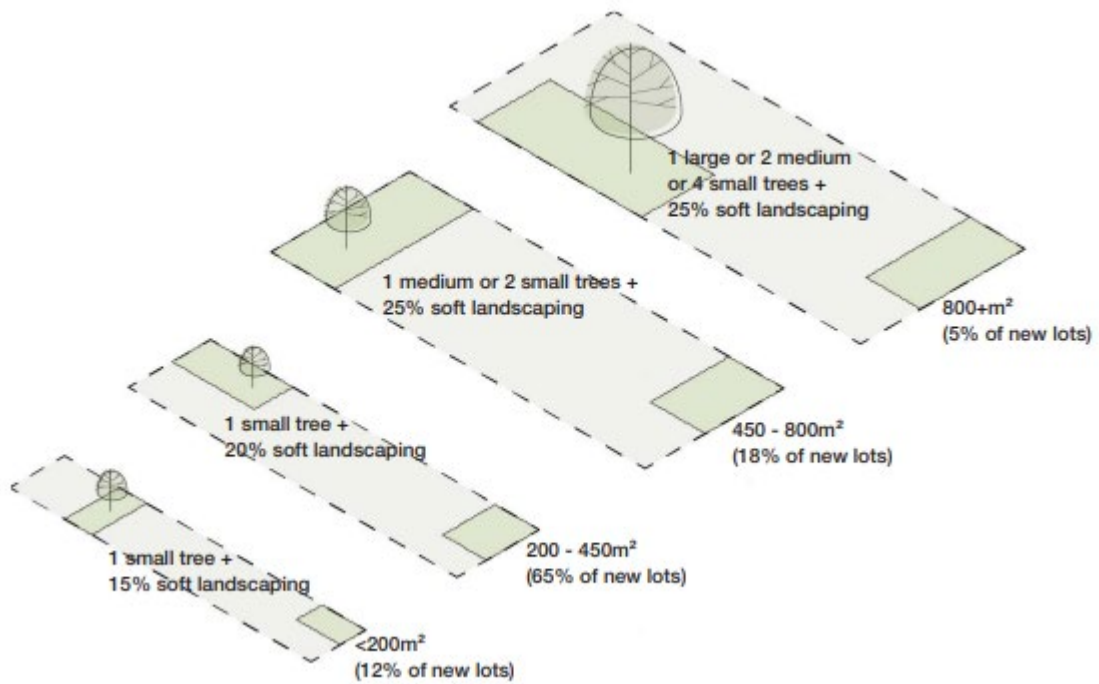 1 large or 2 medium
or 4 small trees +
25% soft landscaping
800+m²
(5% of new lots)
1 medium or 2 small trees +
25% soft landscaping
450 - 800m²
(18% of new lots)
1 small tree +
20% soft landscaping
200 - 450m²
(65% of new lots)
1 small tree +
15% soft landscaping
<200m²
(12% of new lots)